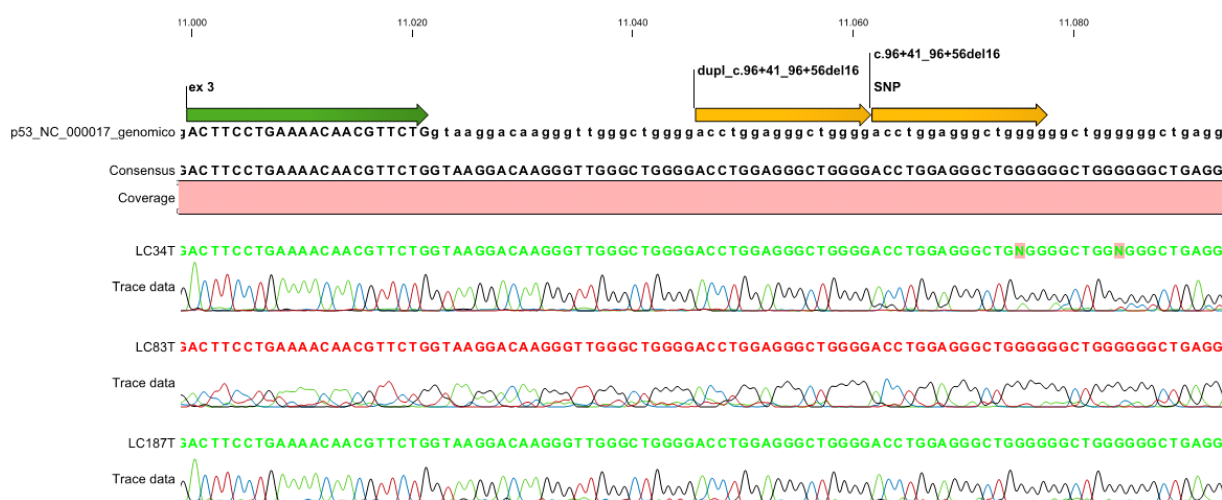 11.000 11.020 11.040 11.060 11.080
c.96+41_96+56del16
dupl_c.96+41_96+56del16
ex 3 SNP
p53_NC_000017_genomico gACTTCCTGAAAACAACGTTCTGgtaaggacaagggttgggctggggacctggagggctggggacctggagggctggggggctggggggctgagg
Consensus GACTTCCTGAAAACAACGTTCTGGTAAGGACAAGGGTTGGGCTGGGGACCTGGAGGGCTGGGGACCTGGAGGGCTGGGGGGCTGGGGGGCTGAGG
Coverage
LC34T GACTTCCTGAAAACAACGTTCTGGTAAGGACAAGGGTTGGGCTGGGGACCTGGAGGGCTGGGGACCTGGAGGGCTGNGGGGCTGGNGGGCTGAGG
Trace data
LC83T GACTTCCTGAAAACAACGTTCTGGTAAGGACAAGGGTTGGGCTGGGGACCTGGAGGGCTGGGGACCTGGAGGGCTGGGGGGCTGGGGGGCTGAGG
Trace data
LC187T GACTTCCTGAAAACAACGTTCTGGTAAGGACAAGGGTTGGGCTGGGGACCTGGAGGGCTGGGGACCTGGAGGGCTGGGGGGCTGGGGGGCTGAGG
Trace data